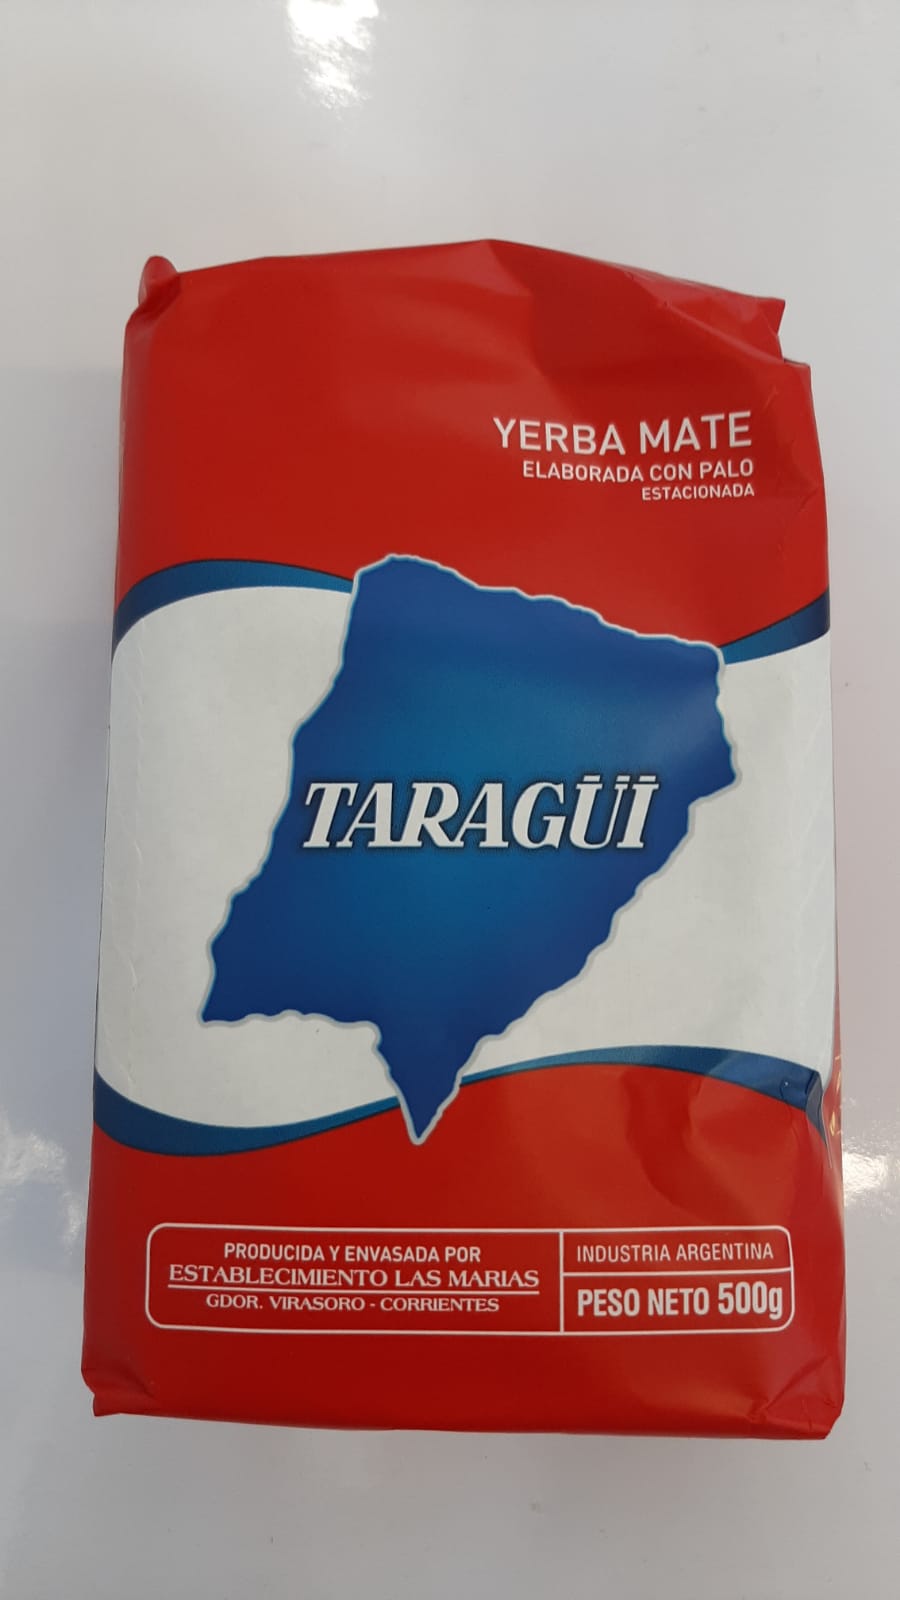 YERBA MATE
ELABORADA CON PALO
ESTACIONADA
TARAGÜÏ
PRODUCIDA Y ENVASADA POR
ESTABLECIMIENTO LAS MARIAS
GDOR. VIRASORO - CORRIENTES
INDUSTRIA ARGENTINA
PESO NETO 500g